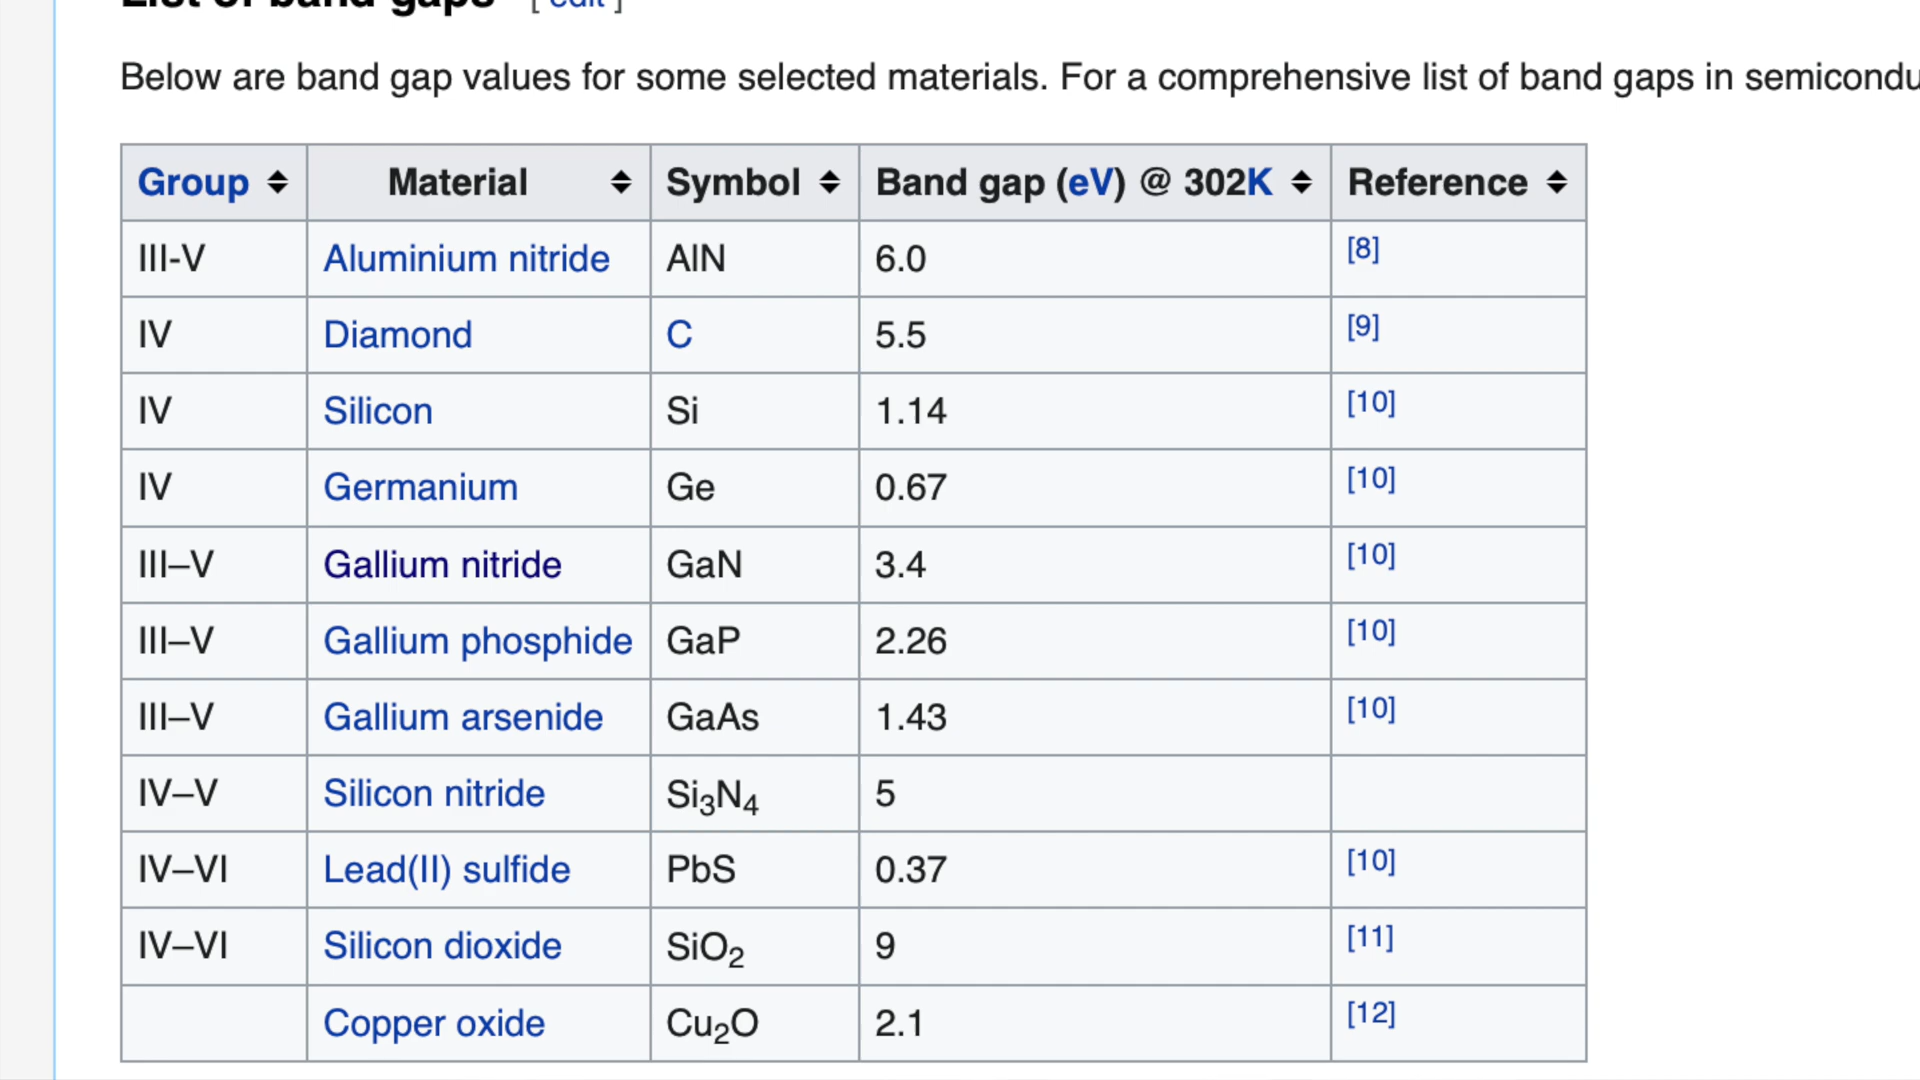 List of band gaps [ edit ]
Below are band gap values for some selected materials. For a comprehensive list of band gaps in semicondu
Group Material Symbol Band gap (eV) @ 302K Reference
III-V Aluminium nitride AlN 6.0 [8]
IV Diamond C 5.5 [9]
IV Silicon Si 1.14 [10]
IV Germanium Ge 0.67 [10]
III–V Gallium nitride GaN 3.4 [10]
III–V Gallium phosphide GaP 2.26 [10]
III–V Gallium arsenide GaAs 1.43 [10]
IV–V Silicon nitride Si₃N₄ 5
IV–VI Lead(II) sulfide PbS 0.37 [10]
IV–VI Silicon dioxide SiO₂ 9 [11]
Copper oxide Cu₂O 2.1 [12]